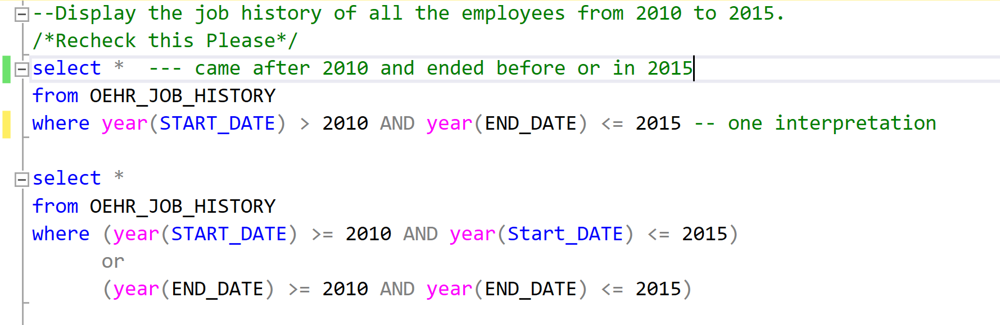 --Display the job history of all the employees from 2010 to 2015.
/*Recheck this Please*/
select *  --- came after 2010 and ended before or in 2015
from OEHR_JOB_HISTORY
where year(START_DATE) > 2010 AND year(END_DATE) <= 2015 -- one interpretation
select *
from OEHR_JOB_HISTORY
where (year(START_DATE) >= 2010 AND year(Start_DATE) <= 2015)
or
(year(END_DATE) >= 2010 AND year(END_DATE) <= 2015)